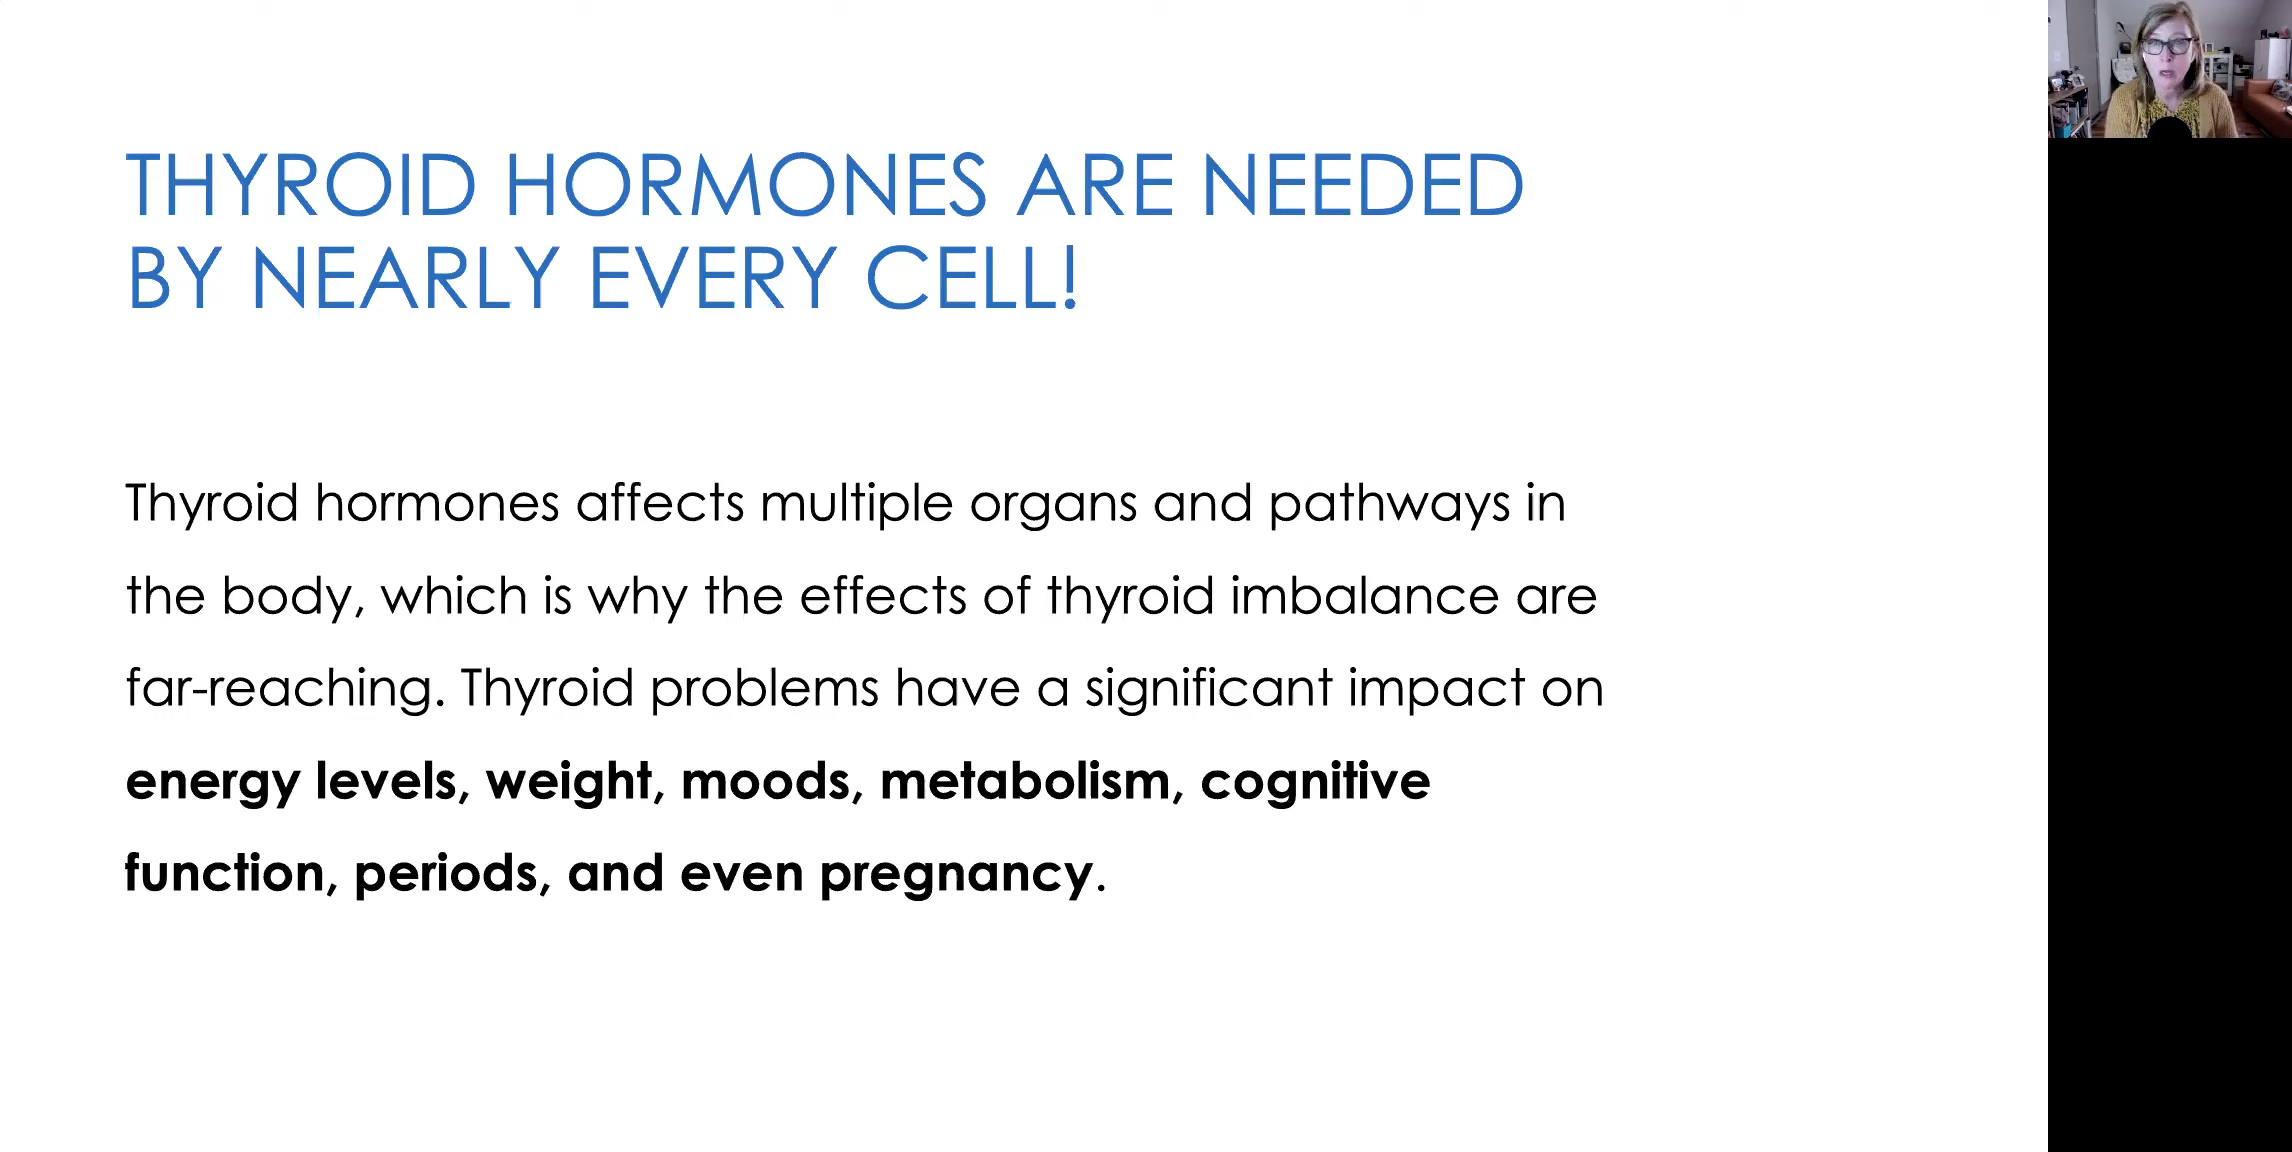 THYROID HORMONES ARE NEEDED
BY NEARLY EVERY CELL!
Thyroid hormones affects multiple organs and pathways in
the body, which is why the effects of thyroid imbalance are
far-reaching. Thyroid problems have a significant impact on
energy levels, weight, moods, metabolism, cognitive
function, periods, and even pregnancy.